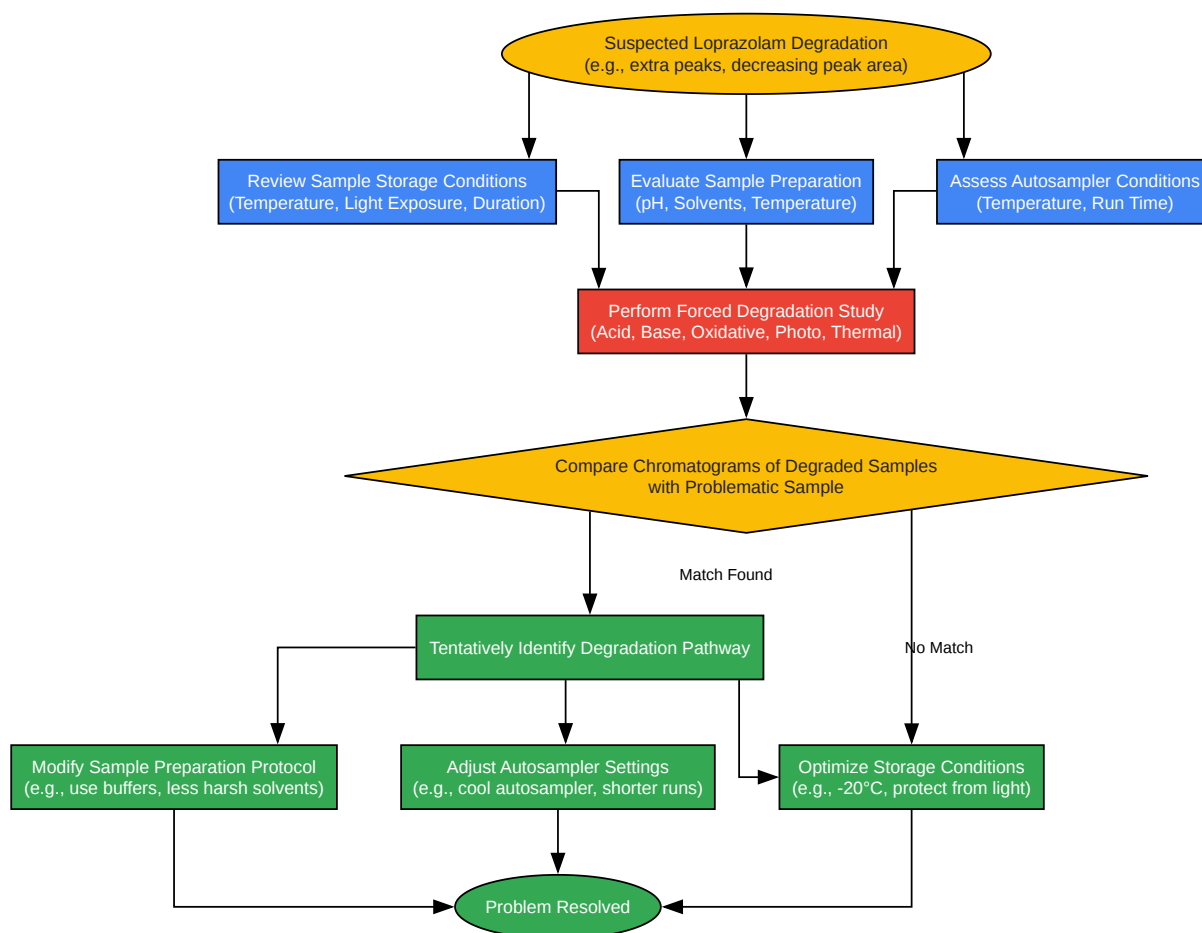 Suspected Loprazolam Degradation
(e.g., extra peaks, decreasing peak area)
Review Sample Storage Conditions
(Temperature, Light Exposure, Duration)
Evaluate Sample Preparation
(pH, Solvents, Temperature)
Assess Autosampler Conditions
(Temperature, Run Time)
Perform Forced Degradation Study
(Acid, Base, Oxidative, Photo, Thermal)
Compare Chromatograms of Degraded Samples
with Problematic Sample
Match Found
Tentatively Identify Degradation Pathway
No Match
Modify Sample Preparation Protocol
(e.g., use buffers, less harsh solvents)
Adjust Autosampler Settings
(e.g., cool autosampler, shorter runs)
Optimize Storage Conditions
(e.g., -20°C, protect from light)
Problem Resolved